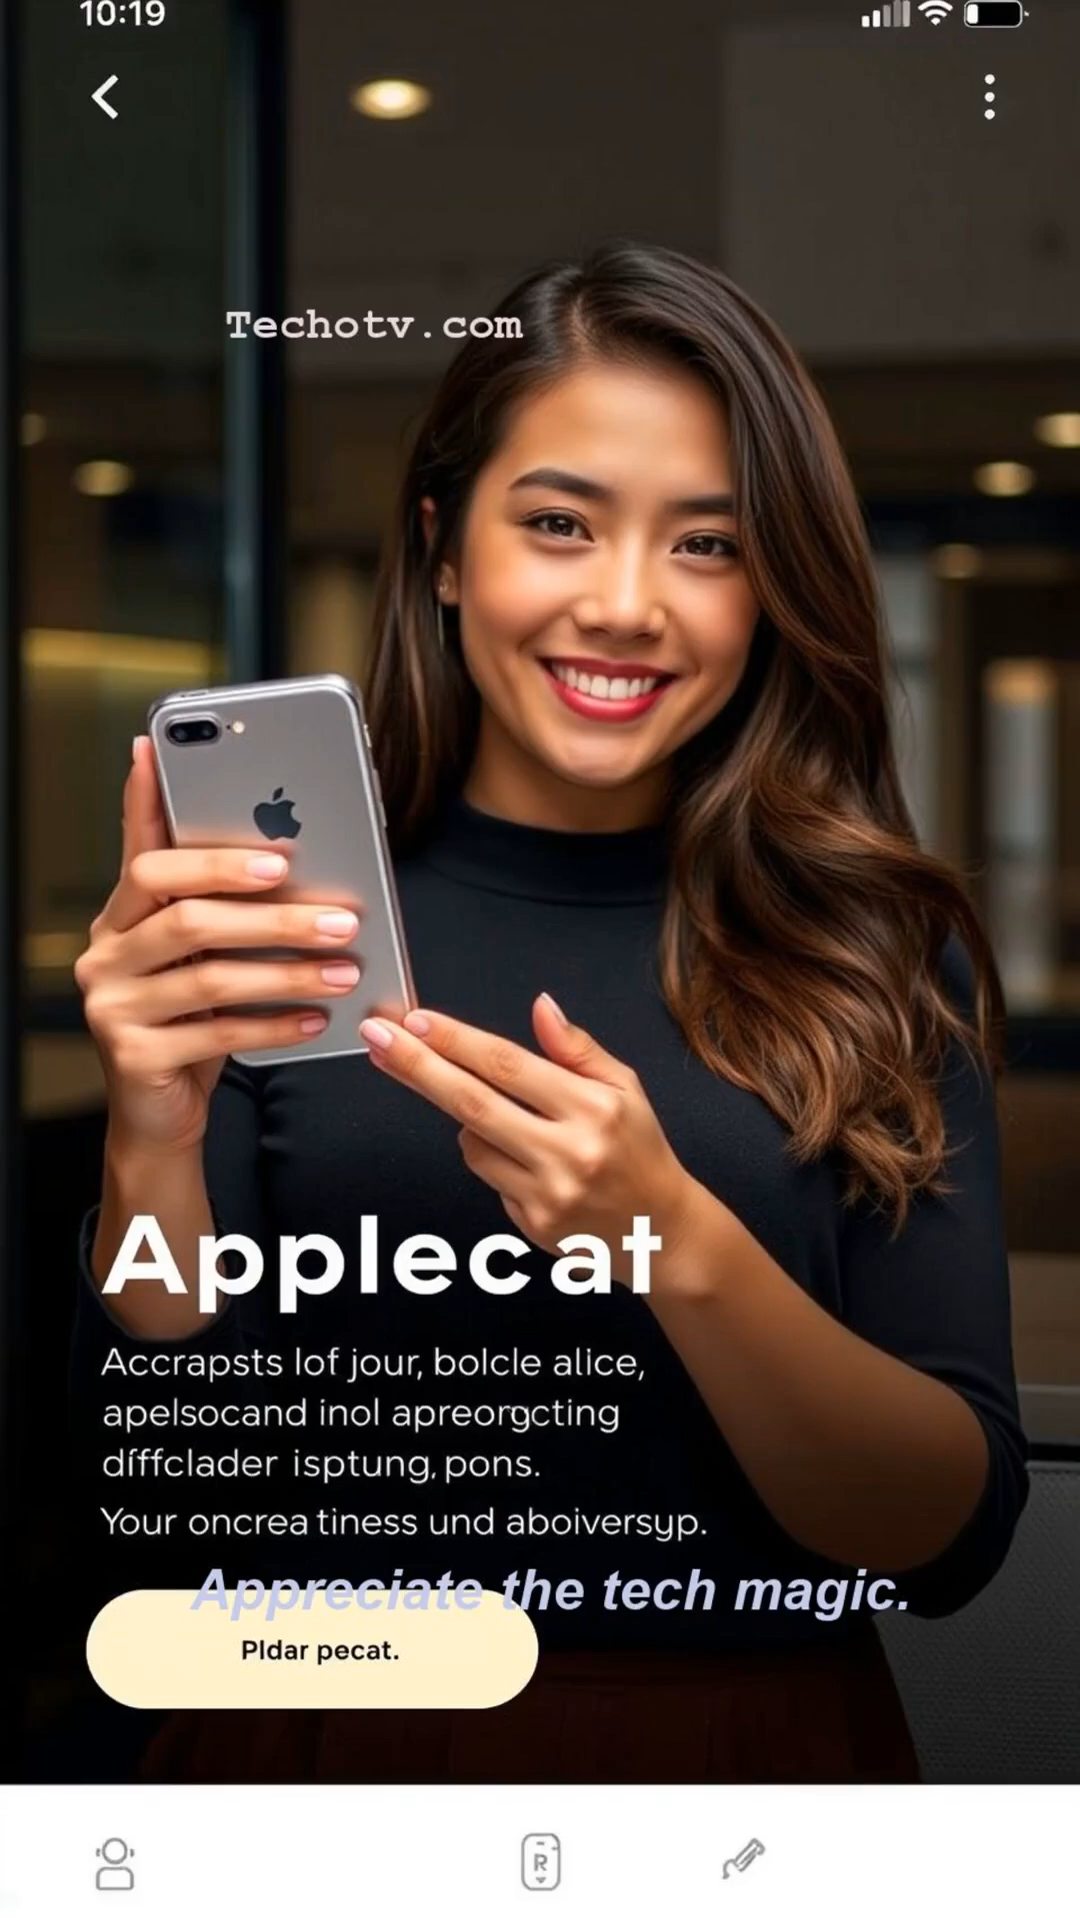 10:19
Techotv.com
Applecat
Accrapsts lof jour, bolcle alice,
apelsocand inol apreorgcting
díffclader isptung, pons.
Your oncrea tiness und aboiversyp.
Appreciate the tech magic.
Pldar pecat.
R